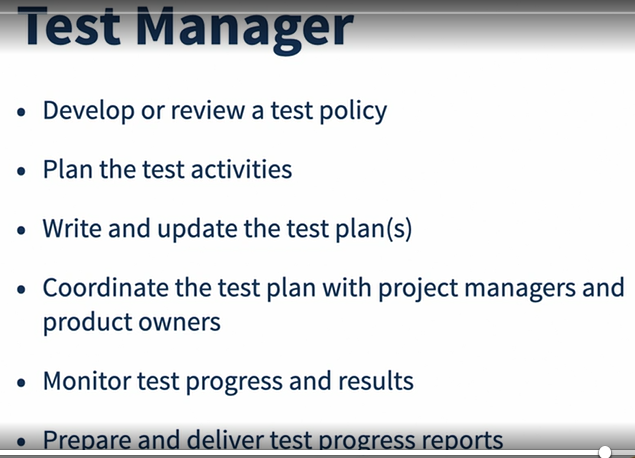 Test Manager
• Develop or review a test policy
• Plan the test activities
• Write and update the test plan(s)
• Coordinate the test plan with project managers and
product owners
• Monitor test progress and results
• Prepare and deliver test progress reports